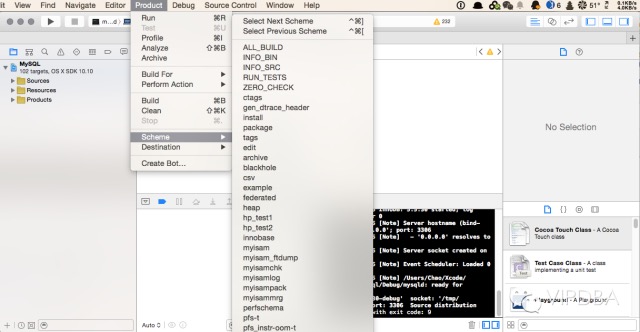 it View Find Navigate Editor Product Debug Source Control Window Help 6 51° 9.1KB/s
4.0KB/s
m...d
232
Run ⌘R
Test ⌘U
Profile ⌘I
Analyze ⇧⌘B
Archive
Build For
Perform Action
Build ⌘B
Clean ⇧⌘K
Stop ⌘.
Scheme
Destination
Create Bot...
Select Next Scheme ^⌘]
Select Previous Scheme ^⌘[
ALL_BUILD
INFO_BIN
INFO_SRC
RUN_TESTS
ZERO_CHECK
ctags
gen_dtrace_header
install
package
tags
edit
archive
blackhole
csv
example
federated
heap
hp_test1
hp_test2
innobase
myisam
myisam_ftdump
myisamchk
myisamlog
myisampack
myisammrg
perfschema
pfs-t
pfs_instr-oom-t
MySQL
102 targets, OS X SDK 10.10
Sources
Resources
Products
Auto
[Note] Server hostname (bind-
.0.0'); port: 3306
[Note] - '0.0.0.0' resolves to
[Note] Server socket created on
[Note] Event Scheduler: Loaded 0
[Note] /Users/Chao/Xcode/
ql/Debug/mysqld: ready for
-debug' socket: '/tmp/
port: 3306 Source distribution
with exit code: 9
No Selection
Cocoa Touch Class - A Cocoa
Touch class
Test Case Class - A class
implementing a unit test
Playground - A Playground
VIPDBA